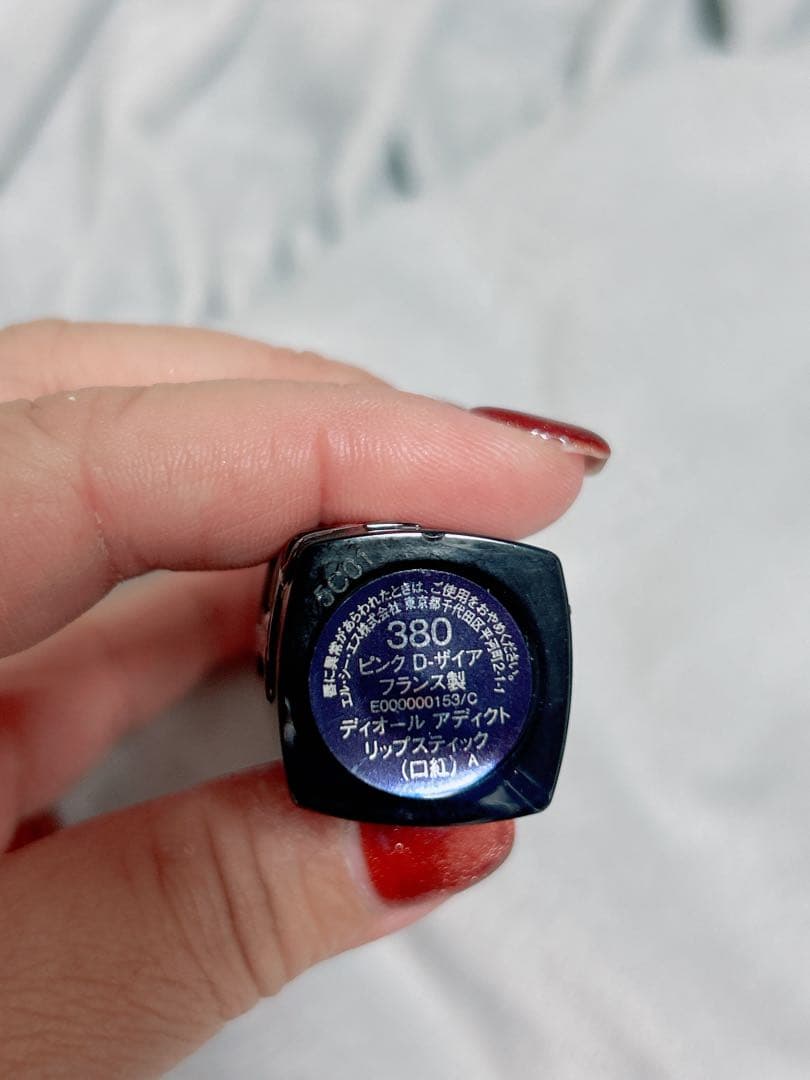 5C01
唇に異常があらわれたときは、ご使用をおやめください。
エル・シー・エス株式会社 東京都千代田区平河町2-1-1
380
ピンク D-ザイア
フランス製
E000000153/C
ディオール アディクト
リップスティック
（口紅） A